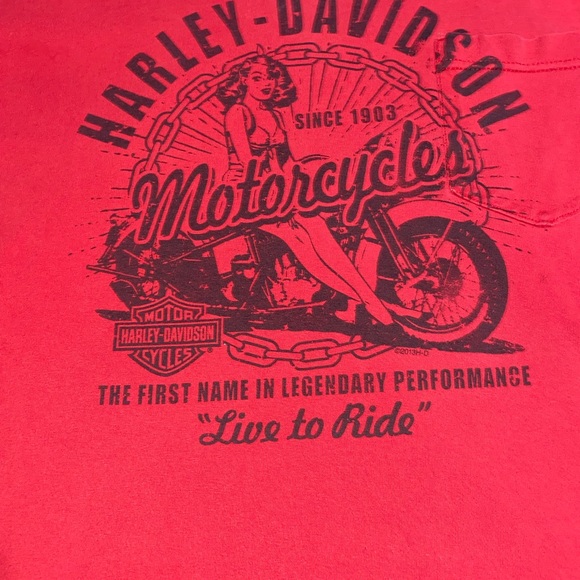 HARLEY-DAVIDSON
SINCE 1903
Motorcycles
MOTOR
HARLEY-DAVIDSON
CYCLES
©2013H-D
THE FIRST NAME IN LEGENDARY PERFORMANCE
"Live to Ride"